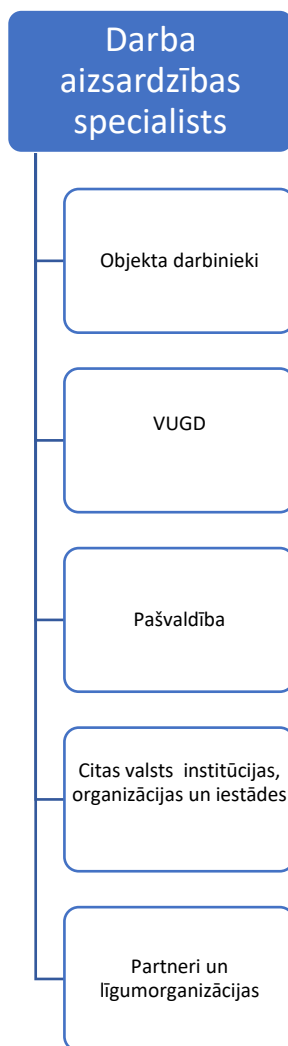 Darba
aizsardzības
specialists
Objekta darbinieki
VUGD
Pašvaldība
Citas valsts  institūcijas,
organizācijas un iestādes
Partneri un
līgumorganizācijas